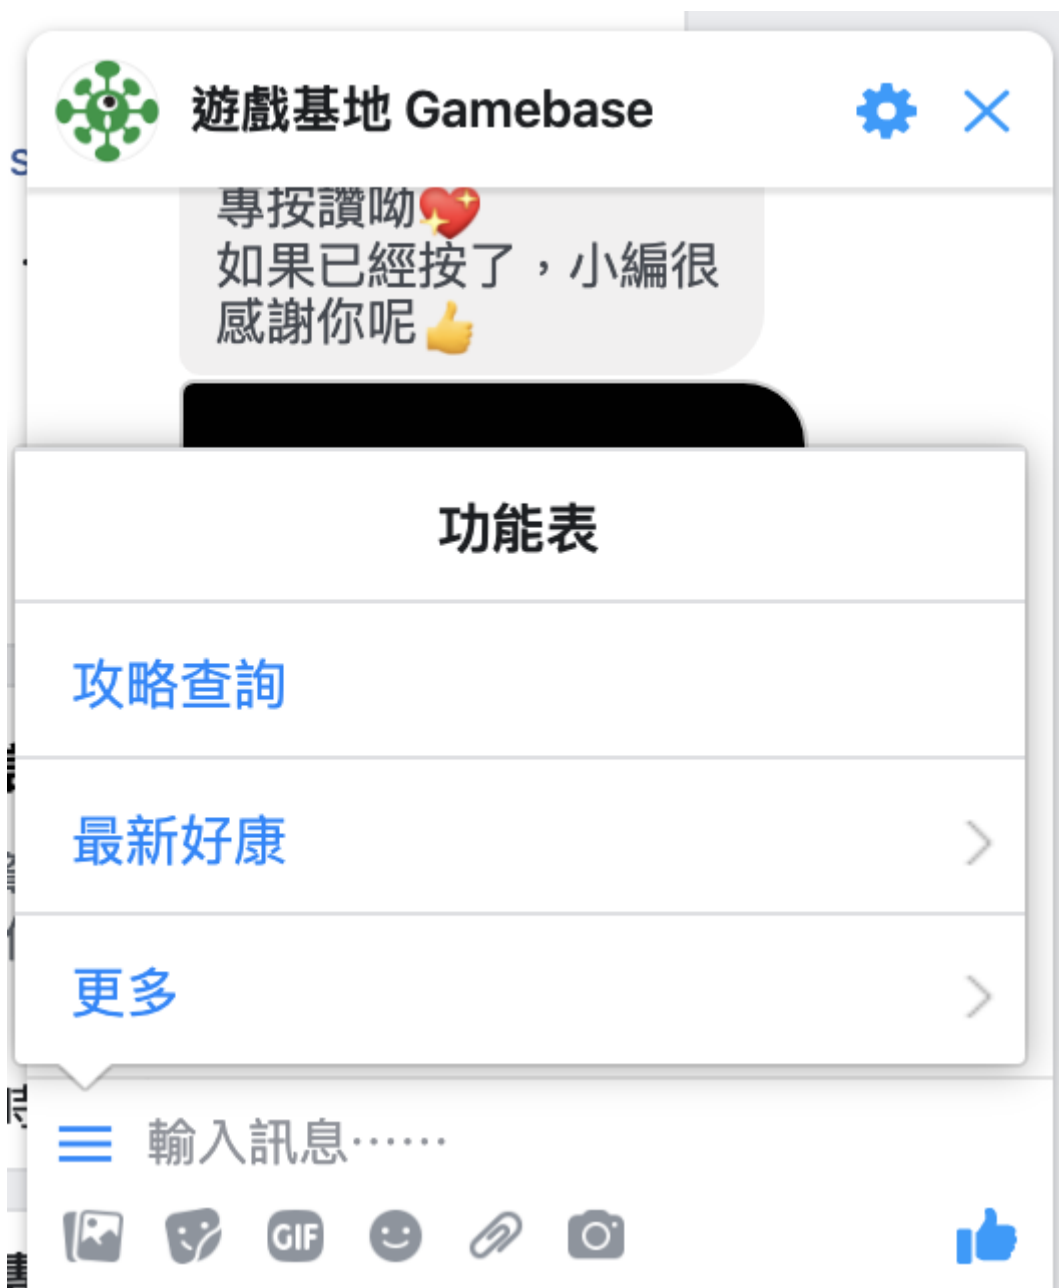 遊戲基地 Gamebase
專按讚呦
如果已經按了，小編很
感謝你呢
功能表
攻略查詢
最新好康
更多
輸入訊息⋯⋯
GIF